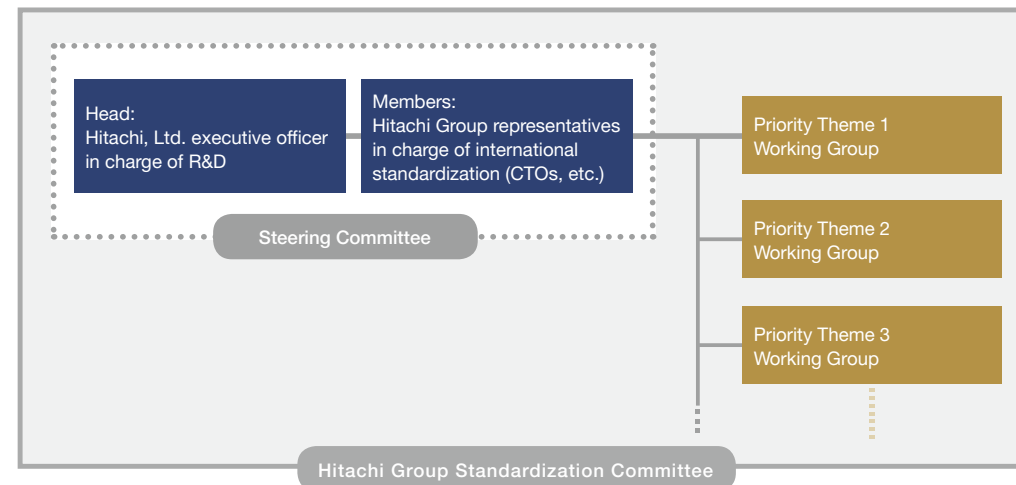 Head:
Hitachi, Ltd. executive officer
in charge of R&D
Members:
Hitachi Group representatives
in charge of international
standardization (CTOs, etc.)
Steering Committee
Priority Theme 1
Working Group
Priority Theme 2
Working Group
Priority Theme 3
Working Group
Hitachi Group Standardization Committee